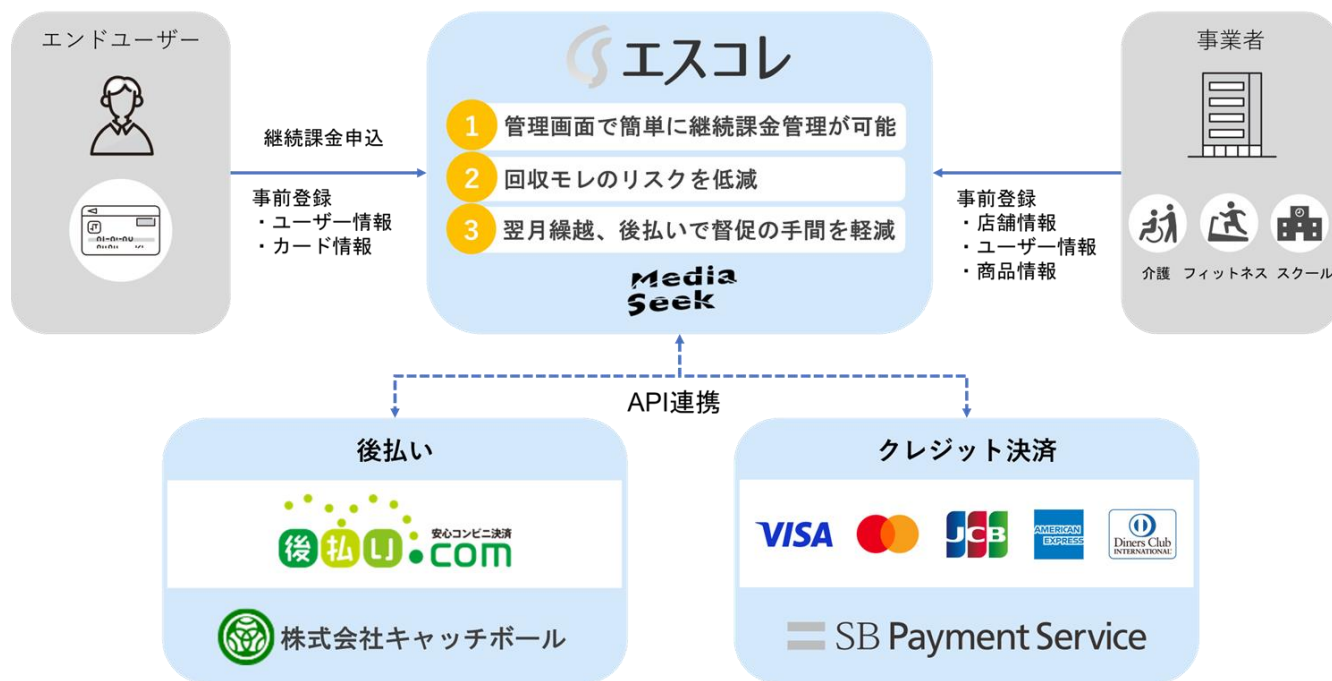 エンドユーザー
継続課金申込
事前登録
・ユーザー情報
・カード情報
エスコレ
1 管理画面で簡単に継続課金管理が可能
2 回収モレのリスクを低減
3 翌月繰越、後払いで督促の手間を軽減
Media
Seek
事業者
事前登録
・店舗情報
・ユーザー情報
・商品情報
介護 フィットネス スクール
API連携
後払い
安心コンビニ決済
後払い.com
株式会社キャッチボール
クレジット決済
VISA
JCB
AMERICAN
EXPRESS
Diners Club
INTERNATIONAL
SB Payment Service